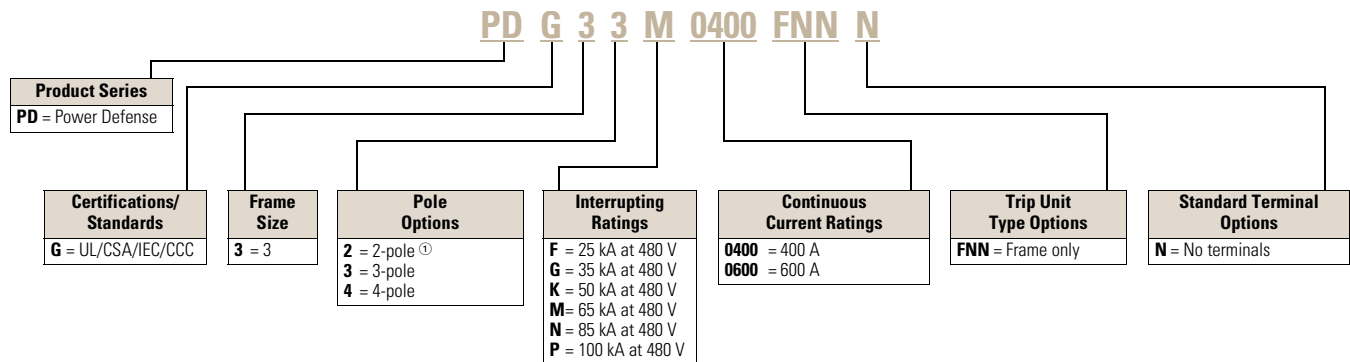 PD G 3 3 M 0400 FNN N
Product Series
PD = Power Defense
Certifications/
Standards
G = UL/CSA/IEC/CCC
Frame
Size
3 = 3
Pole
Options
2 = 2-pole ①
3 = 3-pole
4 = 4-pole
Interrupting
Ratings
F = 25 kA at 480 V
G = 35 kA at 480 V
K = 50 kA at 480 V
M= 65 kA at 480 V
N = 85 kA at 480 V
P = 100 kA at 480 V
Continuous
Current Ratings
0400 = 400 A
0600 = 600 A
Trip Unit
Type Options
FNN = Frame only
Standard Terminal
Options
N = No terminals